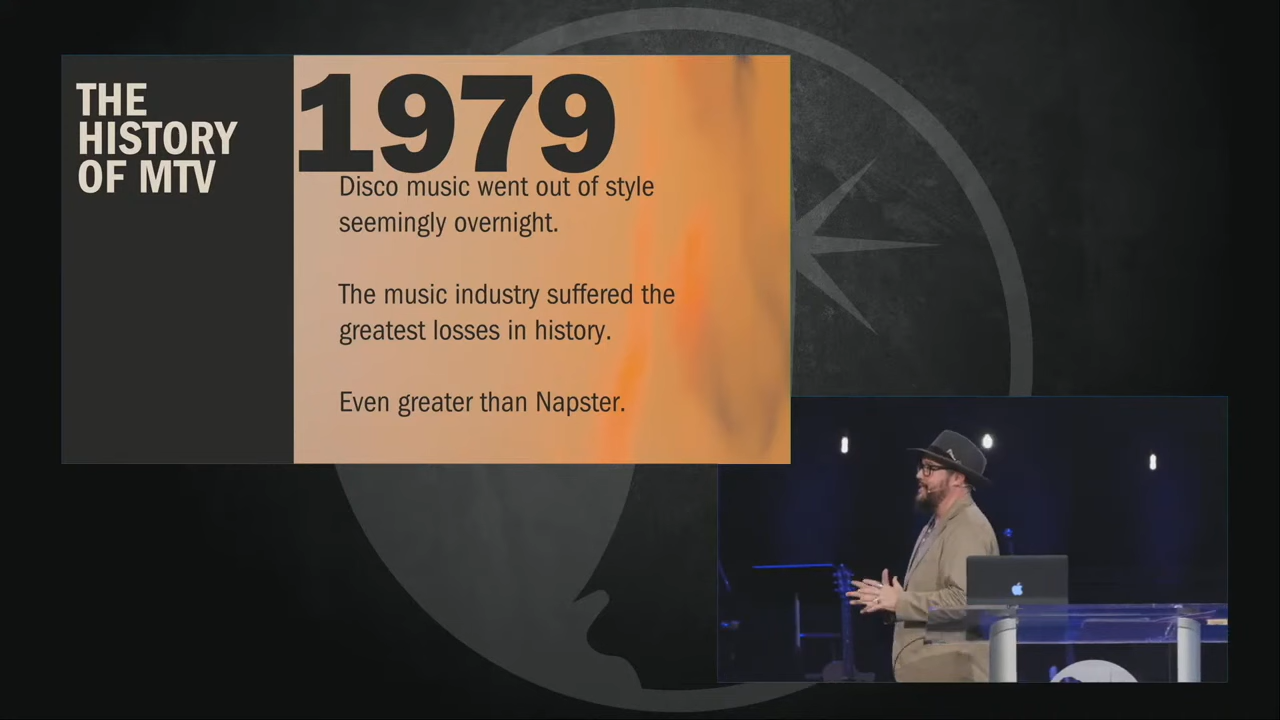 THE
HISTORY
OF MTV
1979
Disco music went out of style
seemingly overnight.
The music industry suffered the
greatest losses in history.
Even greater than Napster.